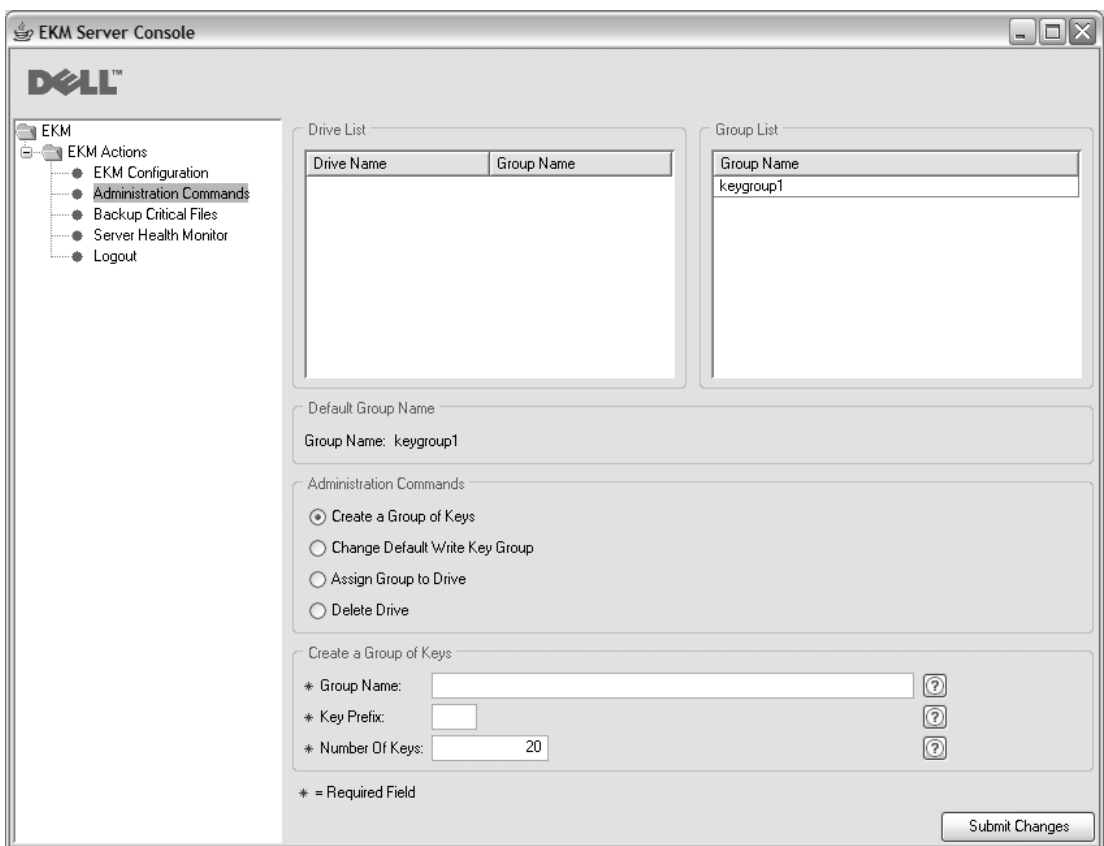 EKM Server Console
DELL™
EKM
EKM Actions
EKM Configuration
Administration Commands
Backup Critical Files
Server Health Monitor
Logout
Drive List
Drive Name Group Name
Group List
Group Name
keygroup1
Default Group Name
Group Name: keygroup1
Administration Commands
Create a Group of Keys
Change Default Write Key Group
Assign Group to Drive
Delete Drive
Create a Group of Keys
* Group Name: ?
* Key Prefix: ?
* Number Of Keys: 20 ?
* = Required Field
Submit Changes